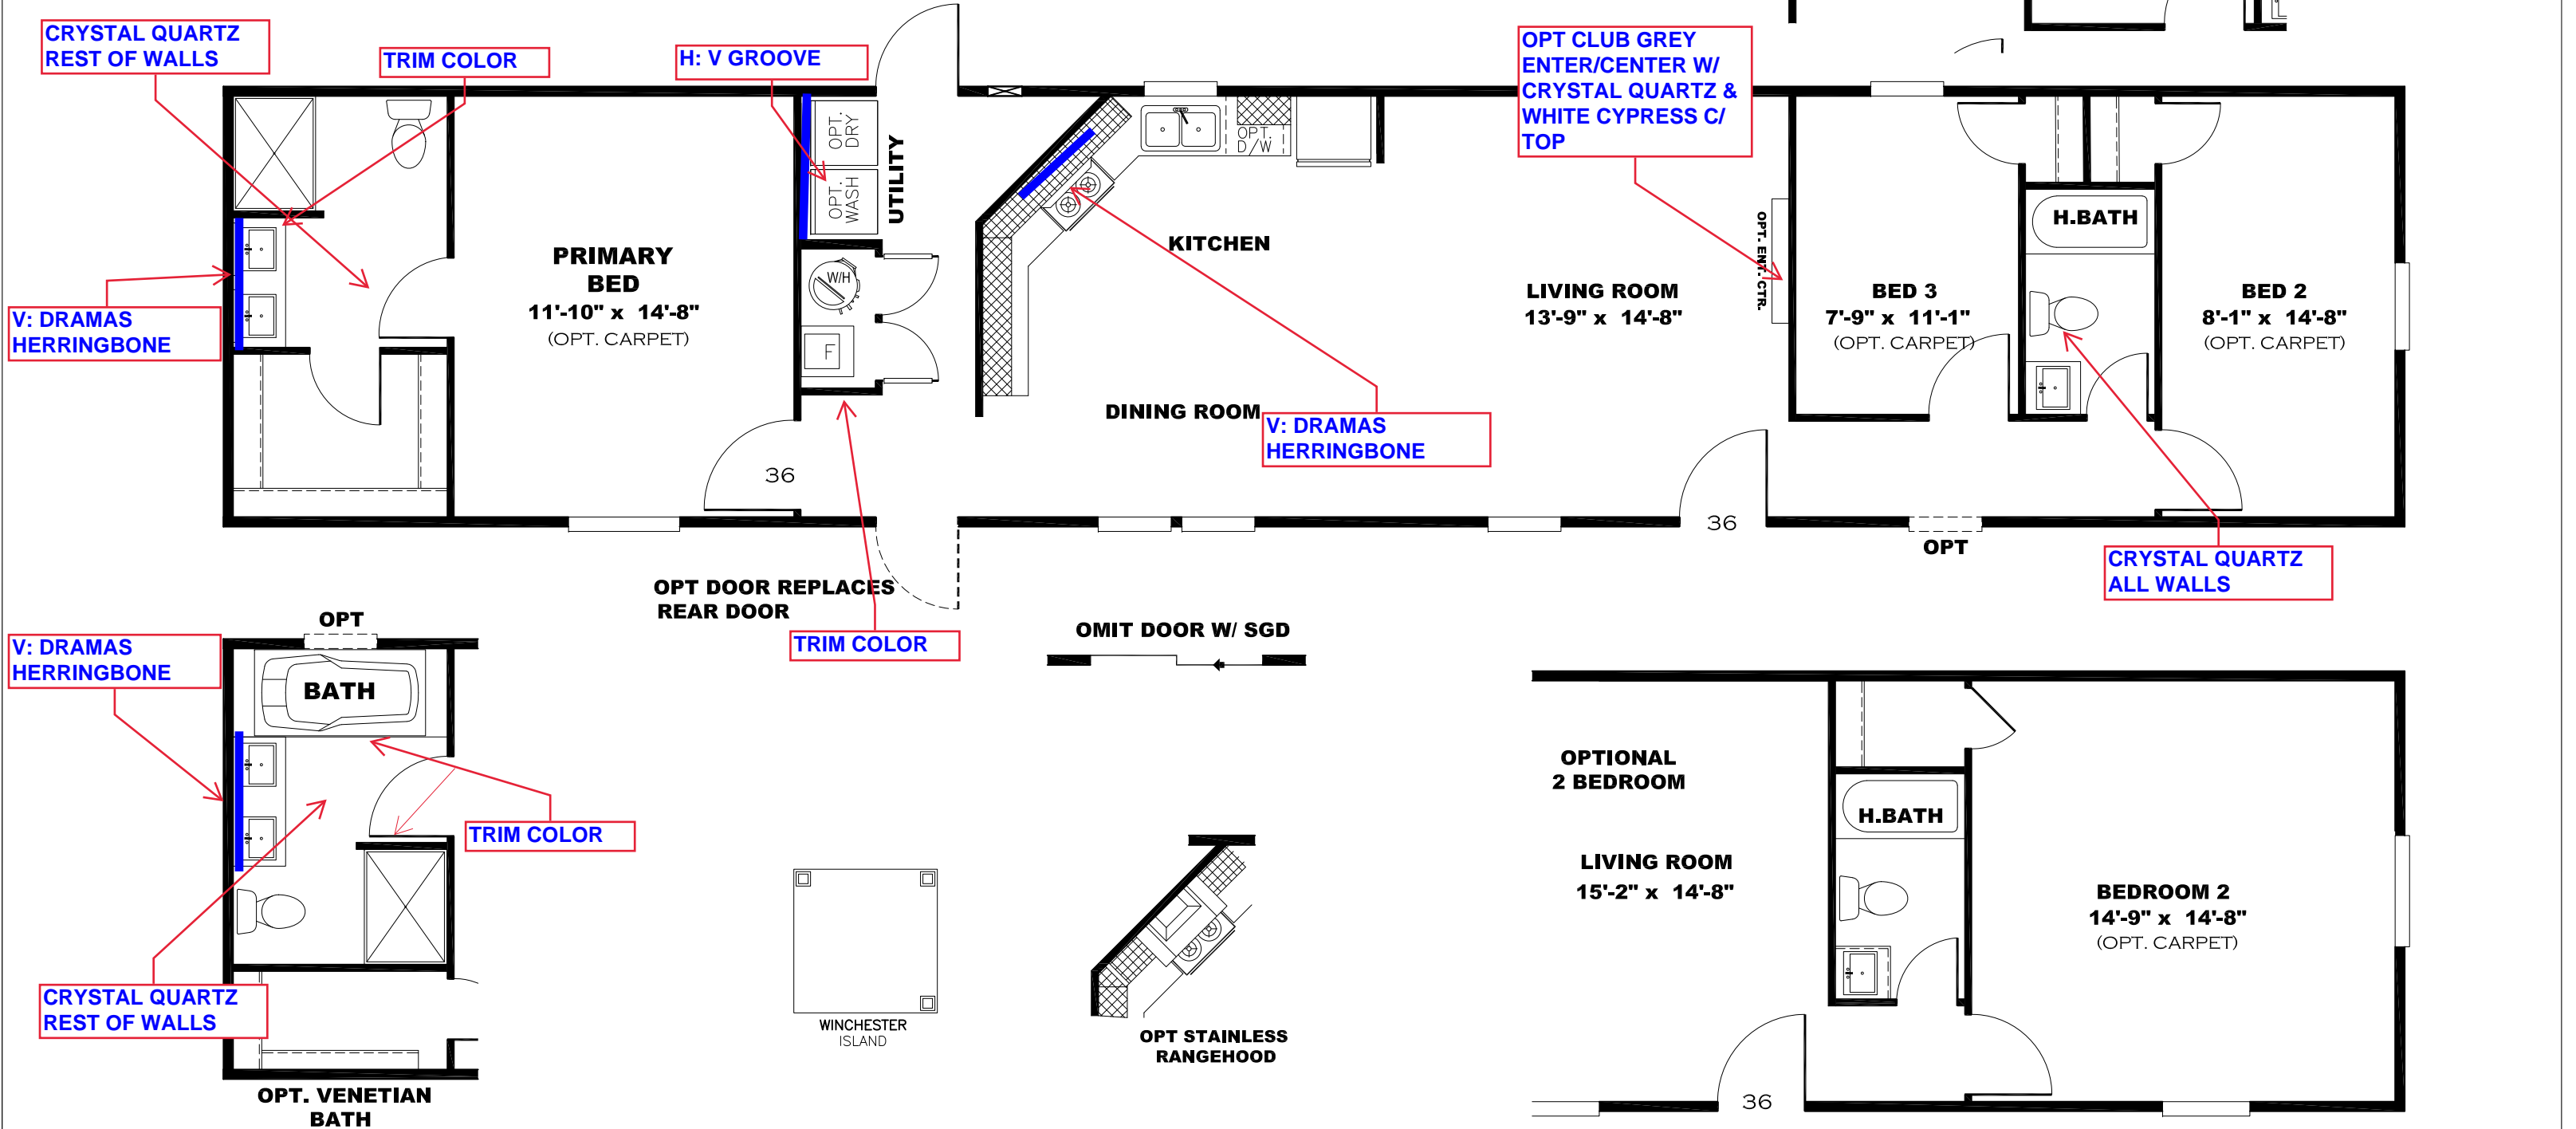 CRYSTAL QUARTZ
REST OF WALLS
TRIM COLOR
H: V GROOVE
OPT CLUB GREY
ENTER/CENTER W/
CRYSTAL QUARTZ &
WHITE CYPRESS C/
TOP
OPT.
DRY
OPT.
WASH
UTILITY
OPT.
D/W
PRIMARY
BED
11'-10" x 14'-8"
(OPT. CARPET)
W/H
F
KITCHEN
DINING ROOM
LIVING ROOM
13'-9" x 14'-8"
OPT. ENT. CTR.
BED 3
7'-9" x 11'-1"
(OPT. CARPET)
H.BATH
BED 2
8'-1" x 14'-8"
(OPT. CARPET)
V: DRAMAS
HERRINGBONE
V: DRAMAS
HERRINGBONE
36
36
OPT
CRYSTAL QUARTZ
ALL WALLS
OPT DOOR REPLACES
REAR DOOR
TRIM COLOR
OMIT DOOR W/ SGD
OPT
V: DRAMAS
HERRINGBONE
BATH
TRIM COLOR
CRYSTAL QUARTZ
REST OF WALLS
OPT. VENETIAN
BATH
WINCHESTER
ISLAND
OPT STAINLESS
RANGEHOOD
OPTIONAL
2 BEDROOM
LIVING ROOM
15'-2" x 14'-8"
H.BATH
BEDROOM 2
14'-9" x 14'-8"
(OPT. CARPET)
36